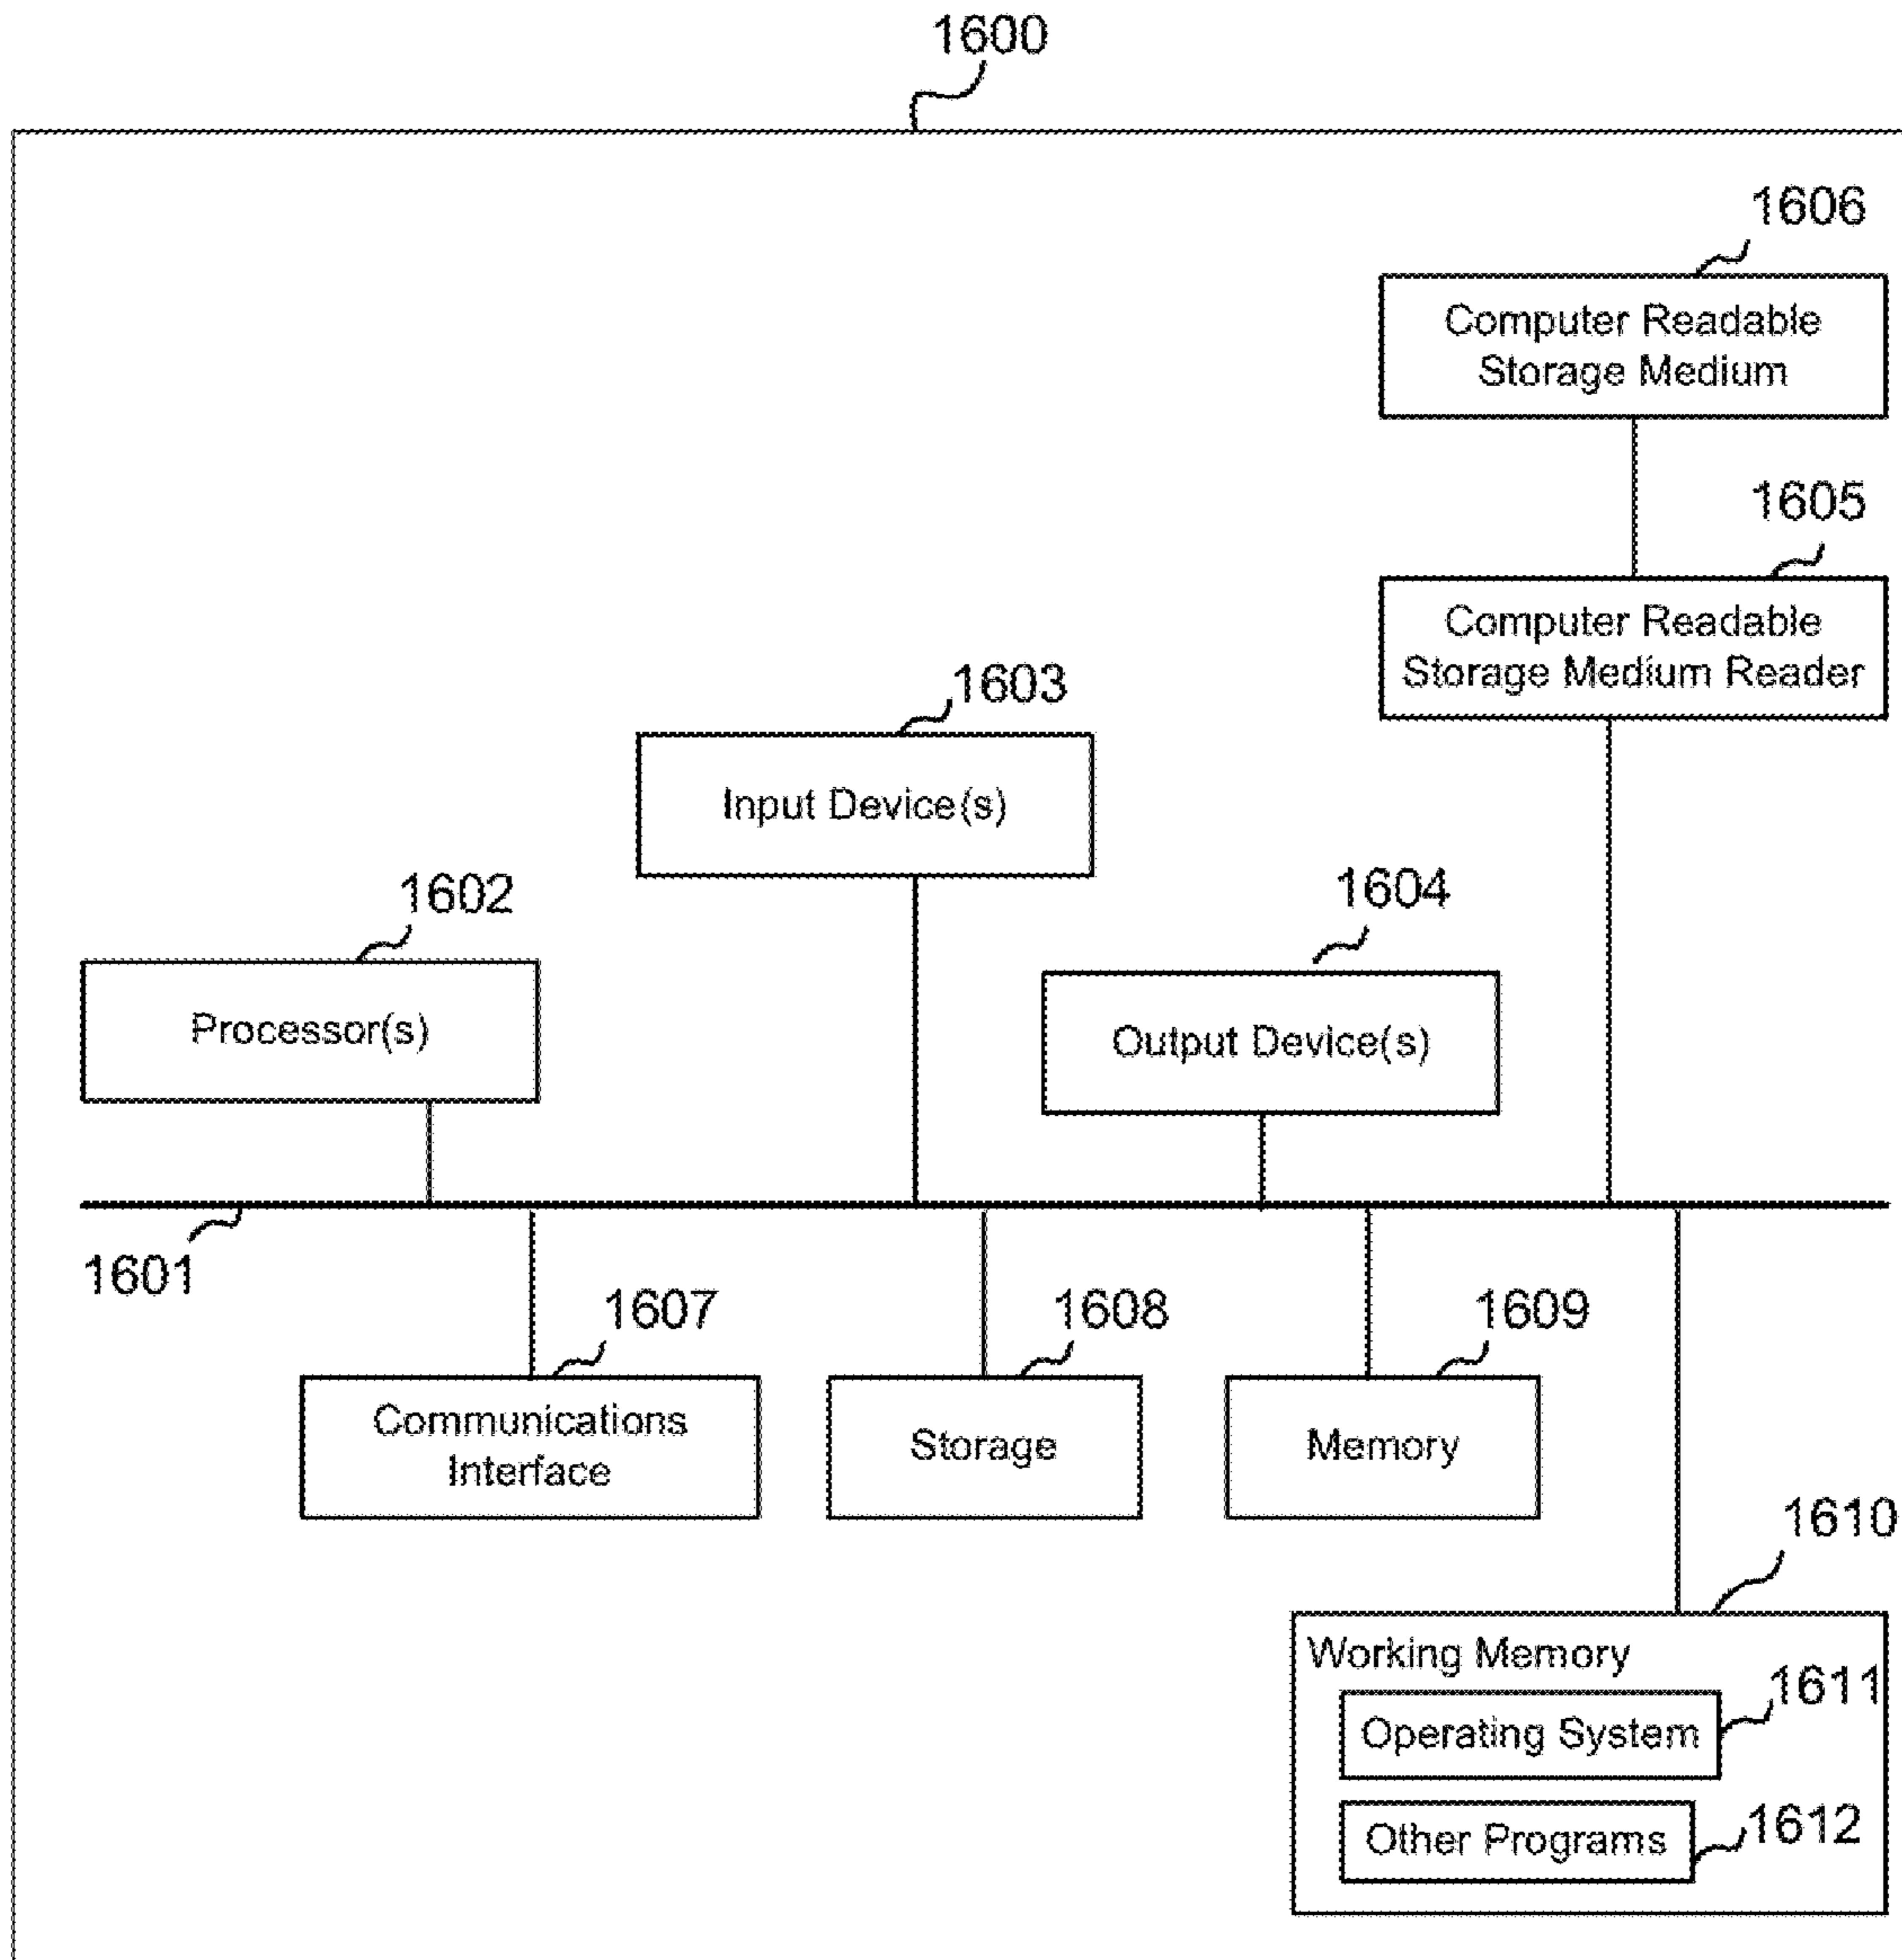 1600
1606
Computer Readable
Storage Medium
1605
Computer Readable
Storage Medium Reader
1603
Input Device(s)
1602
Processor(s)
1604
Output Device(s)
1601
1607
Communications
Interface
1608
Storage
1609
Memory
1610
Working Memory
1611
Operating System
1612
Other Programs